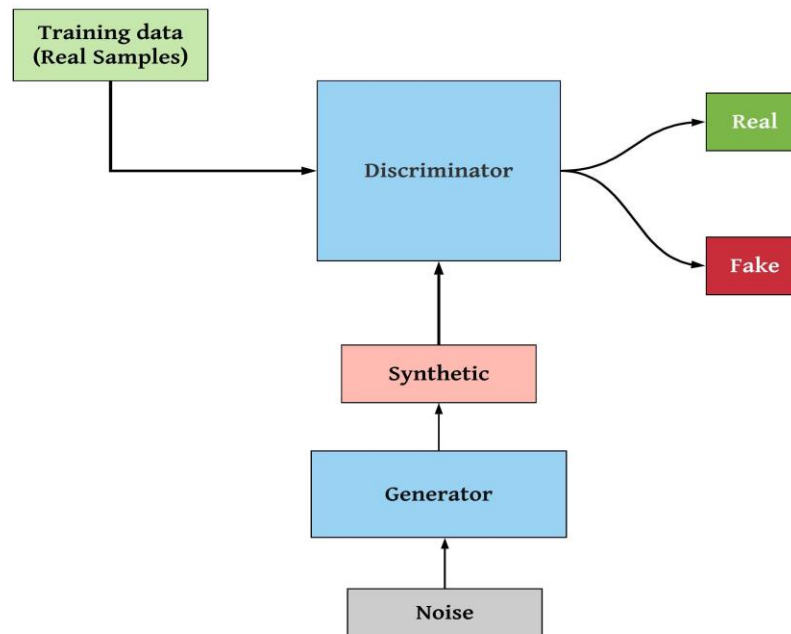 Training data
(Real Samples)
Discriminator
Real
Fake
Synthetic
Generator
Noise